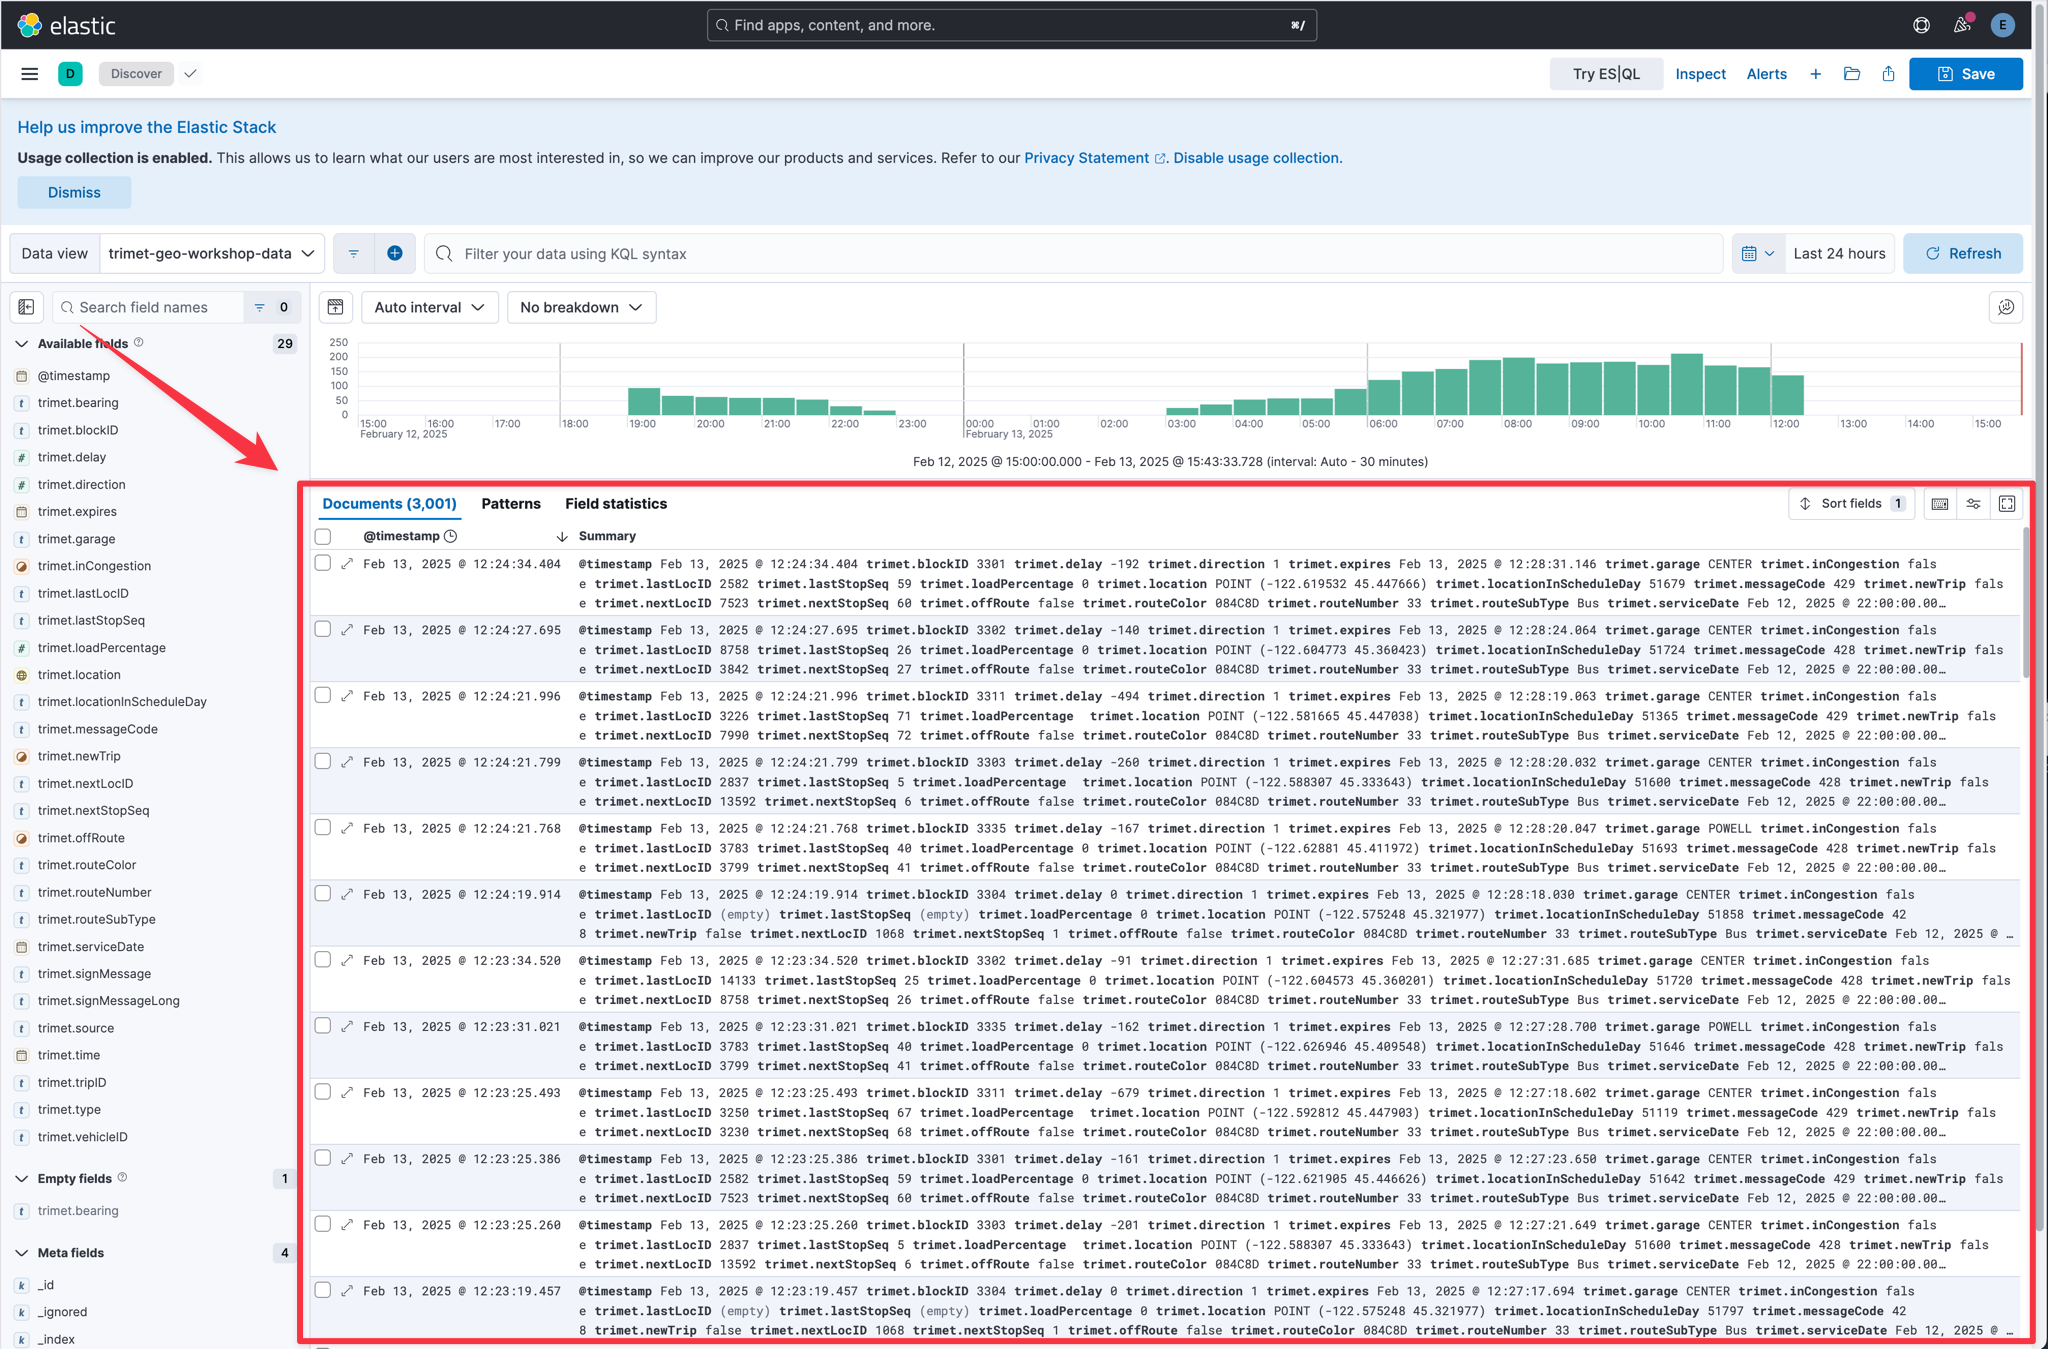 elastic
Find apps, content, and more.
⌘/
E
D
Discover
Try ES|QL
Inspect
Alerts
Save
Help us improve the Elastic Stack
Usage collection is enabled. This allows us to learn what our users are most interested in, so we can improve our products and services. Refer to our Privacy Statement. Disable usage collection.
Dismiss
Data view
trimet-geo-workshop-data
Filter your data using KQL syntax
Last 24 hours
Refresh
Search field names
0
Auto interval
No breakdown
Available fields
29
@timestamp
t trimet.bearing
t trimet.blockID
# trimet.delay
# trimet.direction
trimet.expires
t trimet.garage
trimet.inCongestion
t trimet.lastLocID
t trimet.lastStopSeq
# trimet.loadPercentage
trimet.location
t trimet.locationInScheduleDay
t trimet.messageCode
trimet.newTrip
t trimet.nextLocID
t trimet.nextStopSeq
trimet.offRoute
t trimet.routeColor
t trimet.routeNumber
t trimet.routeSubType
trimet.serviceDate
t trimet.signMessage
t trimet.signMessageLong
t trimet.source
trimet.time
t trimet.tripID
t trimet.type
t trimet.vehicleID
Empty fields
1
t trimet.bearing
Meta fields
4
k _id
k _ignored
k _index
250
200
150
100
50
0
15:00 16:00 17:00 18:00 19:00 20:00 21:00 22:00 23:00 00:00 01:00 02:00 03:00 04:00 05:00 06:00 07:00 08:00 09:00 10:00 11:00 12:00 13:00 14:00 15:00
February 12, 2025 February 13, 2025
Feb 12, 2025 @ 15:00:00.000 - Feb 13, 2025 @ 15:43:33.728 (interval: Auto - 30 minutes)
Documents (3,001)
Patterns
Field statistics
Sort fields 1
@timestamp
Summary
Feb 13, 2025 @ 12:24:34.404 @timestamp Feb 13, 2025 @ 12:24:34.404 trimet.blockID 3301 trimet.delay -192 trimet.direction 1 trimet.expires Feb 13, 2025 @ 12:28:31.146 trimet.garage CENTER trimet.inCongestion fals
e trimet.lastLocID 2582 trimet.lastStopSeq 59 trimet.loadPercentage 0 trimet.location POINT (-122.619532 45.447666) trimet.locationInScheduleDay 51679 trimet.messageCode 429 trimet.newTrip fals
e trimet.nextLocID 7523 trimet.nextStopSeq 60 trimet.offRoute false trimet.routeColor 084C8D trimet.routeNumber 33 trimet.routeSubType Bus trimet.serviceDate Feb 12, 2025 @ 22:00:00.00…
Feb 13, 2025 @ 12:24:27.695 @timestamp Feb 13, 2025 @ 12:24:27.695 trimet.blockID 3302 trimet.delay -140 trimet.direction 1 trimet.expires Feb 13, 2025 @ 12:28:24.064 trimet.garage CENTER trimet.inCongestion fals
e trimet.lastLocID 8758 trimet.lastStopSeq 26 trimet.loadPercentage 0 trimet.location POINT (-122.604773 45.360423) trimet.locationInScheduleDay 51724 trimet.messageCode 428 trimet.newTrip fals
e trimet.nextLocID 3842 trimet.nextStopSeq 27 trimet.offRoute false trimet.routeColor 084C8D trimet.routeNumber 33 trimet.routeSubType Bus trimet.serviceDate Feb 12, 2025 @ 22:00:00.00…
Feb 13, 2025 @ 12:24:21.996 @timestamp Feb 13, 2025 @ 12:24:21.996 trimet.blockID 3311 trimet.delay -494 trimet.direction 1 trimet.expires Feb 13, 2025 @ 12:28:19.063 trimet.garage CENTER trimet.inCongestion fals
e trimet.lastLocID 3226 trimet.lastStopSeq 71 trimet.loadPercentage trimet.location POINT (-122.581665 45.447038) trimet.locationInScheduleDay 51365 trimet.messageCode 429 trimet.newTrip fals
e trimet.nextLocID 7990 trimet.nextStopSeq 72 trimet.offRoute false trimet.routeColor 084C8D trimet.routeNumber 33 trimet.routeSubType Bus trimet.serviceDate Feb 12, 2025 @ 22:00:00.00…
Feb 13, 2025 @ 12:24:21.799 @timestamp Feb 13, 2025 @ 12:24:21.799 trimet.blockID 3303 trimet.delay -260 trimet.direction 1 trimet.expires Feb 13, 2025 @ 12:28:20.032 trimet.garage CENTER trimet.inCongestion fals
e trimet.lastLocID 2837 trimet.lastStopSeq 5 trimet.loadPercentage trimet.location POINT (-122.588307 45.333643) trimet.locationInScheduleDay 51600 trimet.messageCode 428 trimet.newTrip fals
e trimet.nextLocID 13592 trimet.nextStopSeq 6 trimet.offRoute false trimet.routeColor 084C8D trimet.routeNumber 33 trimet.routeSubType Bus trimet.serviceDate Feb 12, 2025 @ 22:00:00.00…
Feb 13, 2025 @ 12:24:21.768 @timestamp Feb 13, 2025 @ 12:24:21.768 trimet.blockID 3335 trimet.delay -167 trimet.direction 1 trimet.expires Feb 13, 2025 @ 12:28:20.047 trimet.garage POWELL trimet.inCongestion fals
e trimet.lastLocID 3783 trimet.lastStopSeq 40 trimet.loadPercentage 0 trimet.location POINT (-122.62881 45.411972) trimet.locationInScheduleDay 51693 trimet.messageCode 428 trimet.newTrip fals
e trimet.nextLocID 3799 trimet.nextStopSeq 41 trimet.offRoute false trimet.routeColor 084C8D trimet.routeNumber 33 trimet.routeSubType Bus trimet.serviceDate Feb 12, 2025 @ 22:00:00.00…
Feb 13, 2025 @ 12:24:19.914 @timestamp Feb 13, 2025 @ 12:24:19.914 trimet.blockID 3304 trimet.delay 0 trimet.direction 1 trimet.expires Feb 13, 2025 @ 12:28:18.030 trimet.garage CENTER trimet.inCongestion fals
e trimet.lastLocID (empty) trimet.lastStopSeq (empty) trimet.loadPercentage 0 trimet.location POINT (-122.575248 45.321977) trimet.locationInScheduleDay 51858 trimet.messageCode 42
8 trimet.newTrip false trimet.nextLocID 1068 trimet.nextStopSeq 1 trimet.offRoute false trimet.routeColor 084C8D trimet.routeNumber 33 trimet.routeSubType Bus trimet.serviceDate Feb 12, 2025 @ …
Feb 13, 2025 @ 12:23:34.520 @timestamp Feb 13, 2025 @ 12:23:34.520 trimet.blockID 3302 trimet.delay -91 trimet.direction 1 trimet.expires Feb 13, 2025 @ 12:27:31.685 trimet.garage CENTER trimet.inCongestion fals
e trimet.lastLocID 14133 trimet.lastStopSeq 25 trimet.loadPercentage 0 trimet.location POINT (-122.604573 45.360201) trimet.locationInScheduleDay 51720 trimet.messageCode 428 trimet.newTrip fals
e trimet.nextLocID 8758 trimet.nextStopSeq 26 trimet.offRoute false trimet.routeColor 084C8D trimet.routeNumber 33 trimet.routeSubType Bus trimet.serviceDate Feb 12, 2025 @ 22:00:00.00…
Feb 13, 2025 @ 12:23:31.021 @timestamp Feb 13, 2025 @ 12:23:31.021 trimet.blockID 3335 trimet.delay -162 trimet.direction 1 trimet.expires Feb 13, 2025 @ 12:27:28.700 trimet.garage POWELL trimet.inCongestion fals
e trimet.lastLocID 3783 trimet.lastStopSeq 40 trimet.loadPercentage 0 trimet.location POINT (-122.626946 45.409548) trimet.locationInScheduleDay 51646 trimet.messageCode 428 trimet.newTrip fals
e trimet.nextLocID 3799 trimet.nextStopSeq 41 trimet.offRoute false trimet.routeColor 084C8D trimet.routeNumber 33 trimet.routeSubType Bus trimet.serviceDate Feb 12, 2025 @ 22:00:00.00…
Feb 13, 2025 @ 12:23:25.493 @timestamp Feb 13, 2025 @ 12:23:25.493 trimet.blockID 3311 trimet.delay -679 trimet.direction 1 trimet.expires Feb 13, 2025 @ 12:27:18.602 trimet.garage CENTER trimet.inCongestion fals
e trimet.lastLocID 3250 trimet.lastStopSeq 67 trimet.loadPercentage trimet.location POINT (-122.592812 45.447903) trimet.locationInScheduleDay 51119 trimet.messageCode 429 trimet.newTrip fals
e trimet.nextLocID 3230 trimet.nextStopSeq 68 trimet.offRoute false trimet.routeColor 084C8D trimet.routeNumber 33 trimet.routeSubType Bus trimet.serviceDate Feb 12, 2025 @ 22:00:00.00…
Feb 13, 2025 @ 12:23:25.386 @timestamp Feb 13, 2025 @ 12:23:25.386 trimet.blockID 3301 trimet.delay -161 trimet.direction 1 trimet.expires Feb 13, 2025 @ 12:27:23.650 trimet.garage CENTER trimet.inCongestion fals
e trimet.lastLocID 2582 trimet.lastStopSeq 59 trimet.loadPercentage 0 trimet.location POINT (-122.621905 45.446626) trimet.locationInScheduleDay 51642 trimet.messageCode 429 trimet.newTrip fals
e trimet.nextLocID 7523 trimet.nextStopSeq 60 trimet.offRoute false trimet.routeColor 084C8D trimet.routeNumber 33 trimet.routeSubType Bus trimet.serviceDate Feb 12, 2025 @ 22:00:00.00…
Feb 13, 2025 @ 12:23:25.260 @timestamp Feb 13, 2025 @ 12:23:25.260 trimet.blockID 3303 trimet.delay -201 trimet.direction 1 trimet.expires Feb 13, 2025 @ 12:27:21.649 trimet.garage CENTER trimet.inCongestion fals
e trimet.lastLocID 2837 trimet.lastStopSeq 5 trimet.loadPercentage trimet.location POINT (-122.588307 45.333643) trimet.locationInScheduleDay 51600 trimet.messageCode 428 trimet.newTrip fals
e trimet.nextLocID 13592 trimet.nextStopSeq 6 trimet.offRoute false trimet.routeColor 084C8D trimet.routeNumber 33 trimet.routeSubType Bus trimet.serviceDate Feb 12, 2025 @ 22:00:00.00…
Feb 13, 2025 @ 12:23:19.457 @timestamp Feb 13, 2025 @ 12:23:19.457 trimet.blockID 3304 trimet.delay 0 trimet.direction 1 trimet.expires Feb 13, 2025 @ 12:27:17.694 trimet.garage CENTER trimet.inCongestion fals
e trimet.lastLocID (empty) trimet.lastStopSeq (empty) trimet.loadPercentage 0 trimet.location POINT (-122.575248 45.321977) trimet.locationInScheduleDay 51797 trimet.messageCode 42
8 trimet.newTrip false trimet.nextLocID 1068 trimet.nextStopSeq 1 trimet.offRoute false trimet.routeColor 084C8D trimet.routeNumber 33 trimet.routeSubType Bus trimet.serviceDate Feb 12, 2025 @ …